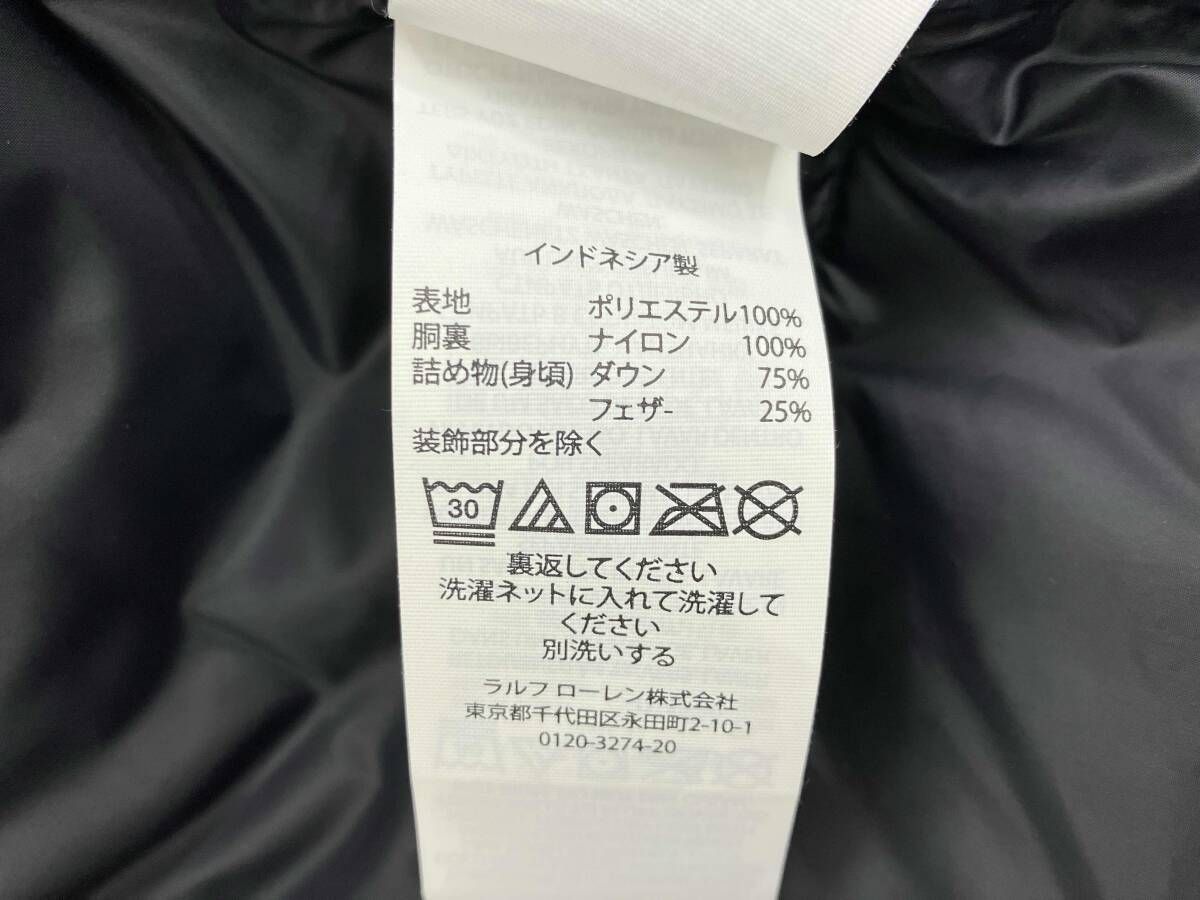 インドネシア製
表地 ポリエステル100%
胴裏 ナイロン 100%
詰め物(身頃) ダウン 75%
フェザ- 25%
装飾部分を除く
30
裏返してください
洗濯ネットに入れて洗濯して
ください
別洗いする
ラルフ ローレン株式会社
東京都千代田区永田町2-10-1
0120-3274-20